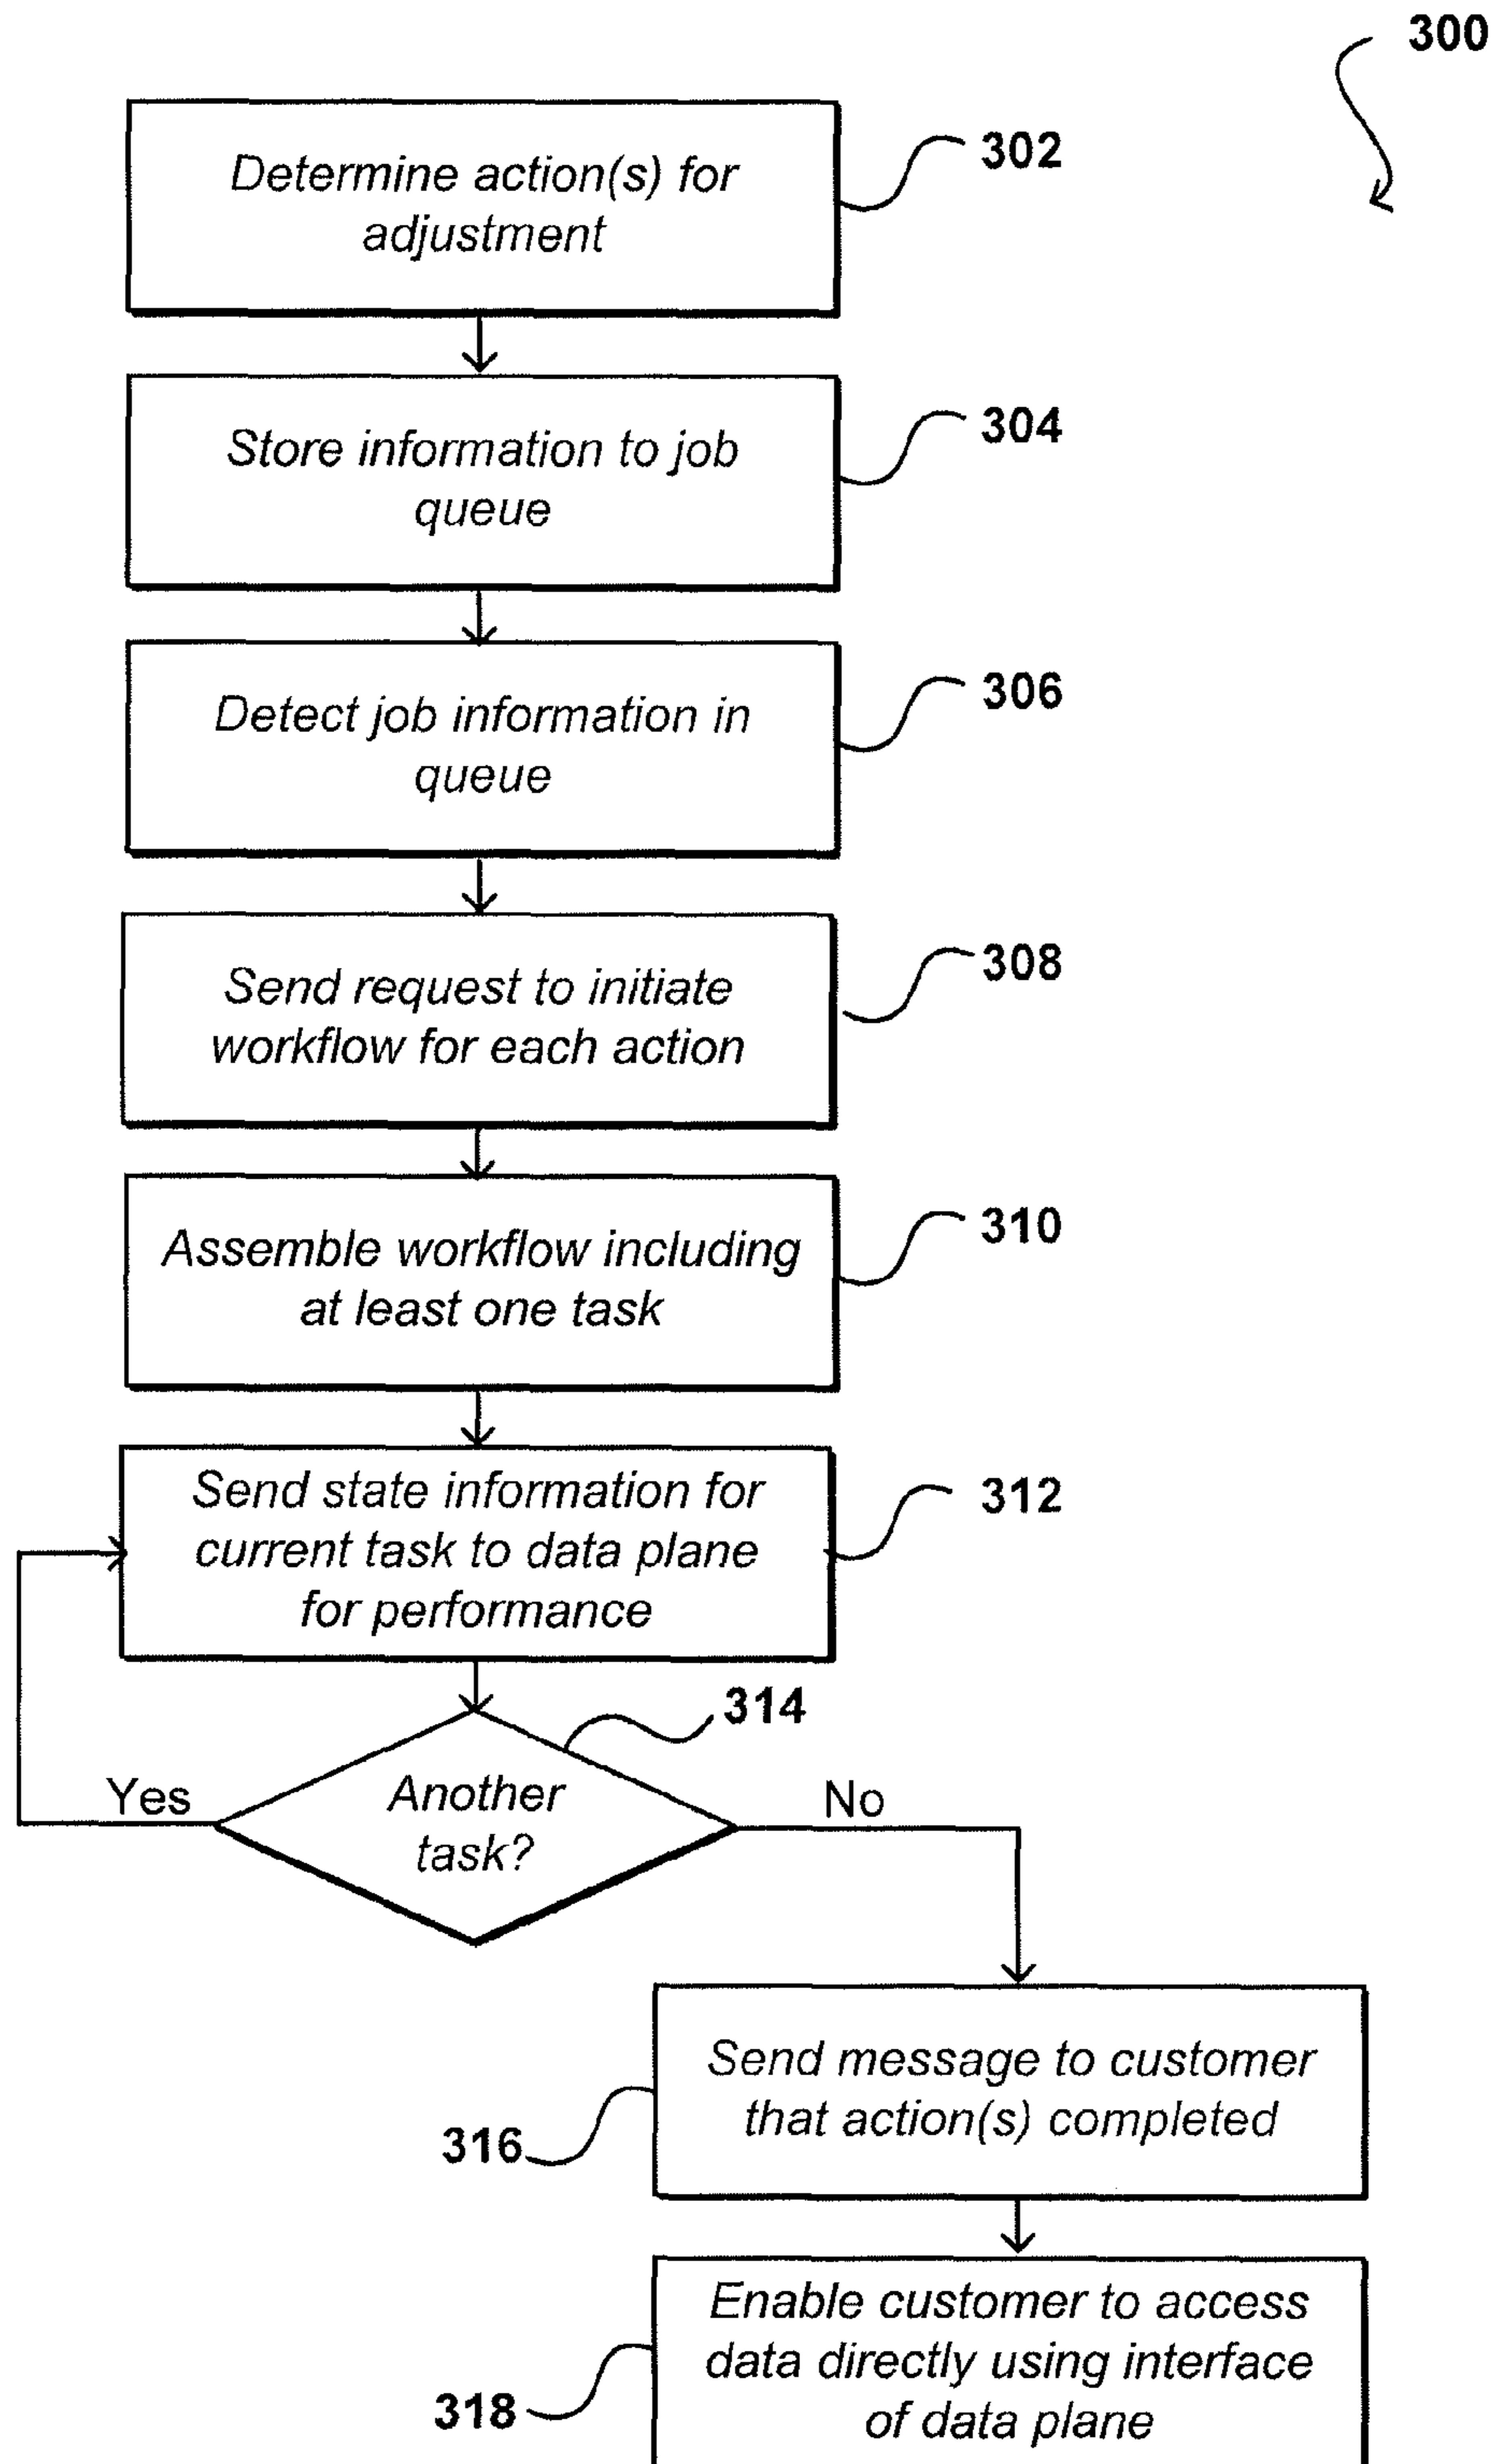 300
Determine action(s) for
adjustment
302
Store information to job
queue
304
Detect job information in
queue
306
Send request to initiate
workflow for each action
308
Assemble workflow including
at least one task
310
Send state information for
current task to data plane
for performance
312
314
Another
task?
Yes
No
Send message to customer
that action(s) completed
316
Enable customer to access
data directly using interface
of data plane
318